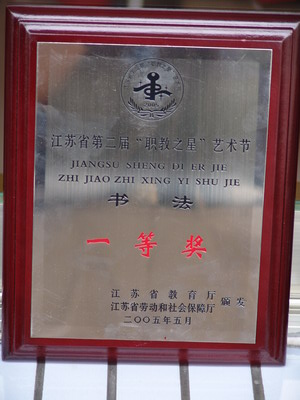 江苏省第二届“职教之星”艺术节
JIANGSU SHENG DI ER JIE
ZHI JIAO ZHI XING YI SHU JIE
书法
一等奖
江苏省教育厅
江苏省劳动和社会保障厅 颁发
二〇〇五年五月